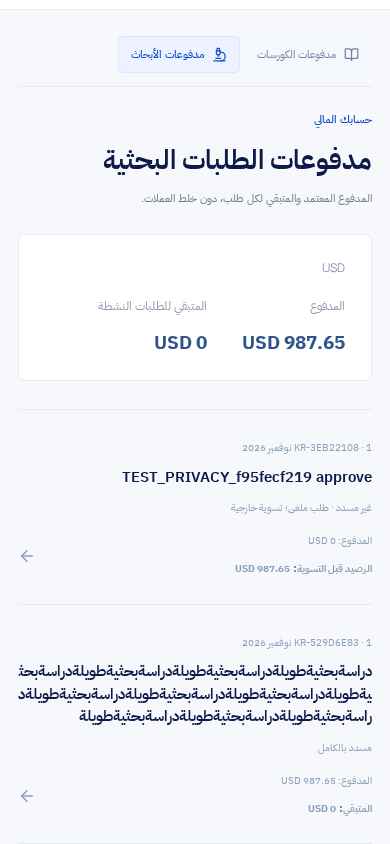 مدفوعات الكورسات
مدفوعات الأبحاث
حسابك المالي
مدفوعات الطلبات البحثية
المدفوع المعتمد والمتبقي لكل طلب، دون خلط العملات.
USD
المدفوع
المتبقي للطلبات النشطة
USD 987.65
USD 0
KR-3EB22108 · 1 نوفمبر 2026
TEST_PRIVACY_f95fecf219 approve
غير مسدد · طلب ملغى؛ تسوية خارجية
المدفوع: USD 0
الرصيد قبل التسوية: USD 987.65
KR-529D6E83 · 1 نوفمبر 2026
دراسةبحثيةطويلةدراسةبحثيةطويلةدراسةبحثيةطويلةدراسةبحث
يةطويلةدراسةبحثيةطويلةدراسةبحثيةطويلةدراسةبحثيةطويلةد
راسةبحثيةطويلةدراسةبحثيةطويلةدراسةبحثيةطويلة
مسدد بالكامل
المدفوع: USD 987.65
المتبقي: USD 0